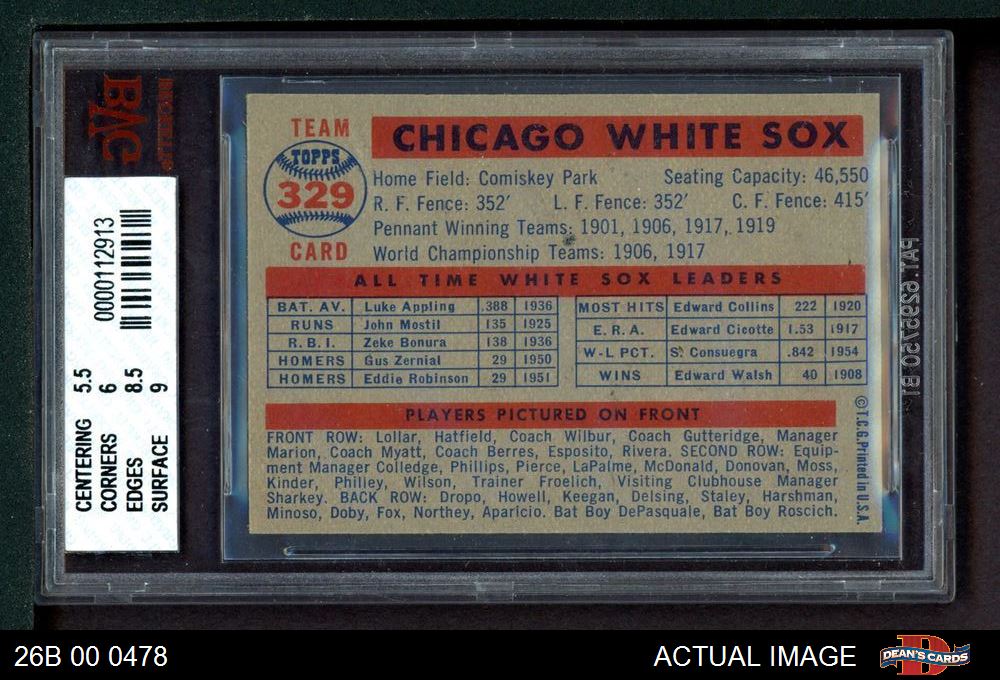 BECKETT
BVG
0000112913
CENTERING 5.5
CORNERS 6
EDGES 8.5
SURFACE 9
TEAM
TOPPS
329
CARD
CHICAGO WHITE SOX
Home Field: Comiskey Park Seating Capacity: 46,550
R. F. Fence: 352′ L. F. Fence: 352′ C. F. Fence: 415′
Pennant Winning Teams: 1901, 1906, 1917, 1919
World Championship Teams: 1906, 1917
ALL TIME WHITE SOX LEADERS
BAT. AV. Luke Appling .388 1936
RUNS John Mostil 135 1925
R. B. I. Zeke Bonura 138 1936
HOMERS Gus Zernial 29 1950
HOMERS Eddie Robinson 29 1951
MOST HITS Edward Collins 222 1920
E. R. A. Edward Cicotte 1.53 1917
W-L PCT. S. Consuegra .842 1954
WINS Edward Walsh 40 1908
PLAYERS PICTURED ON FRONT
FRONT ROW: Lollar, Hatfield, Coach Wilbur, Coach Gutteridge, Manager
Marion, Coach Myatt, Coach Berres, Esposito, Rivera. SECOND ROW: Equip-
ment Manager Colledge, Phillips, Pierce, LaPalme, McDonald, Donovan, Moss,
Kinder, Philley, Wilson, Trainer Froelich, Visiting Clubhouse Manager
Sharkey. BACK ROW: Dropo, Howell, Keegan, Delsing, Staley, Harshman,
Minoso, Doby, Fox, Northey, Aparicio. Bat Boy DePasquale, Bat Boy Roscich.
©T.C.G. Printed in U.S.A.
PAT. 6295750 B1
26B 00 0478
ACTUAL IMAGE
D
DEAN'S CARDS